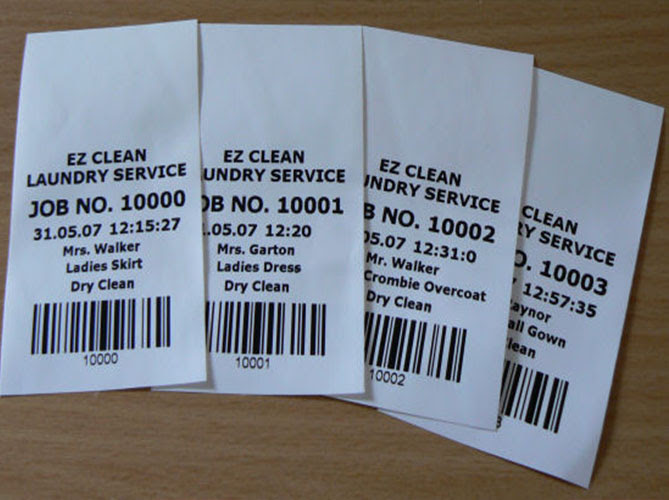 EZ CLEAN
LAUNDRY SERVICE
JOB NO. 10000
31.05.07 12:15:27
Mrs. Walker
Ladies Skirt
Dry Clean
10000
EZ CLEAN
UNDRY SERVICE
OB NO. 10001
.05.07 12:20
Mrs. Garton
Ladies Dress
Dry Clean
10001
EZ CLEAN
UNDRY SERVICE
B NO. 10002
05.07 12:31:0
Mr. Walker
Crombie Overcoat
Dry Clean
10002
CLEAN
RY SERVICE
O. 10003
12:57:35
aynor
all Gown
lean